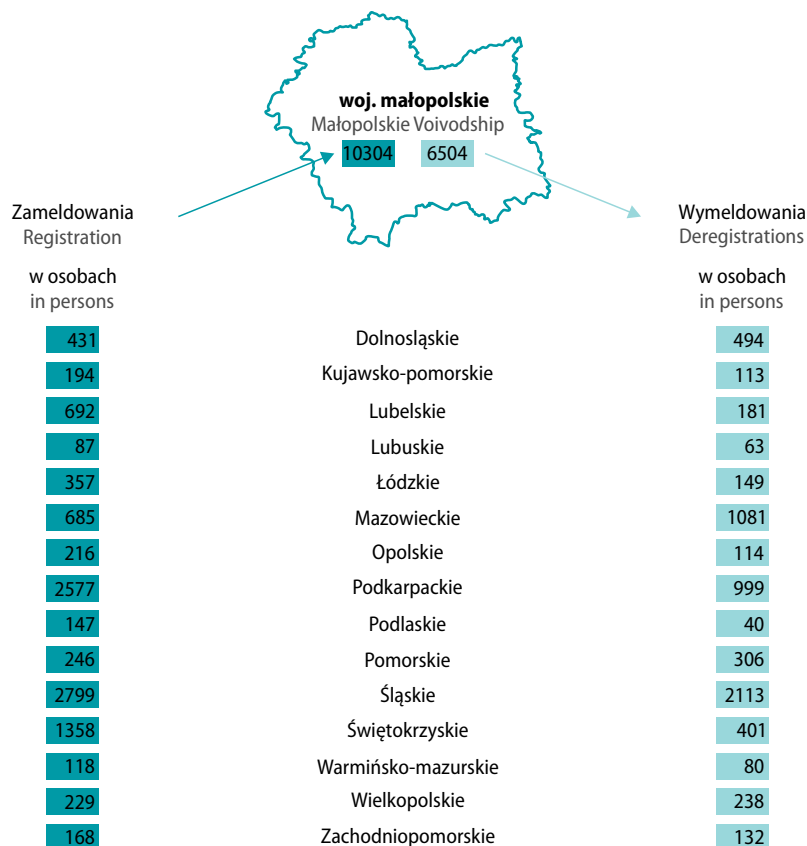 woj. małopolskie
Małopolskie Voivodship
10304 6504
Zameldowania Wymeldowania
Registration Deregistrations
w osobach w osobach
in persons in persons
431 Dolnośląskie 494
194 Kujawsko-pomorskie 113
692 Lubelskie 181
87 Lubuskie 63
357 Łódzkie 149
685 Mazowieckie 1081
216 Opolskie 114
2577 Podkarpackie 999
147 Podlaskie 40
246 Pomorskie 306
2799 Śląskie 2113
1358 Świętokrzyskie 401
118 Warmińsko-mazurskie 80
229 Wielkopolskie 238
168 Zachodniopomorskie 132